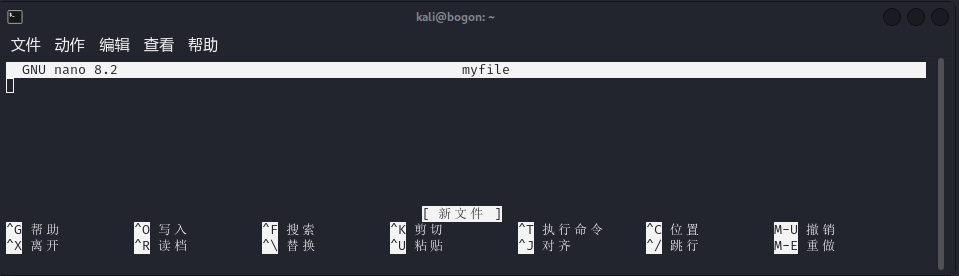 kali@bogon: ~
文件 动作 编辑 查看 帮助
GNU nano 8.2 myfile
[ 新文件 ]
^G 帮助 ^O 写入 ^F 搜索 ^K 剪切 ^T 执行命令 ^C 位置 M-U 撤销
^X 离开 ^R 读档 ^\ 替换 ^U 粘贴 ^J 对齐 ^/ 跳行 M-E 重做